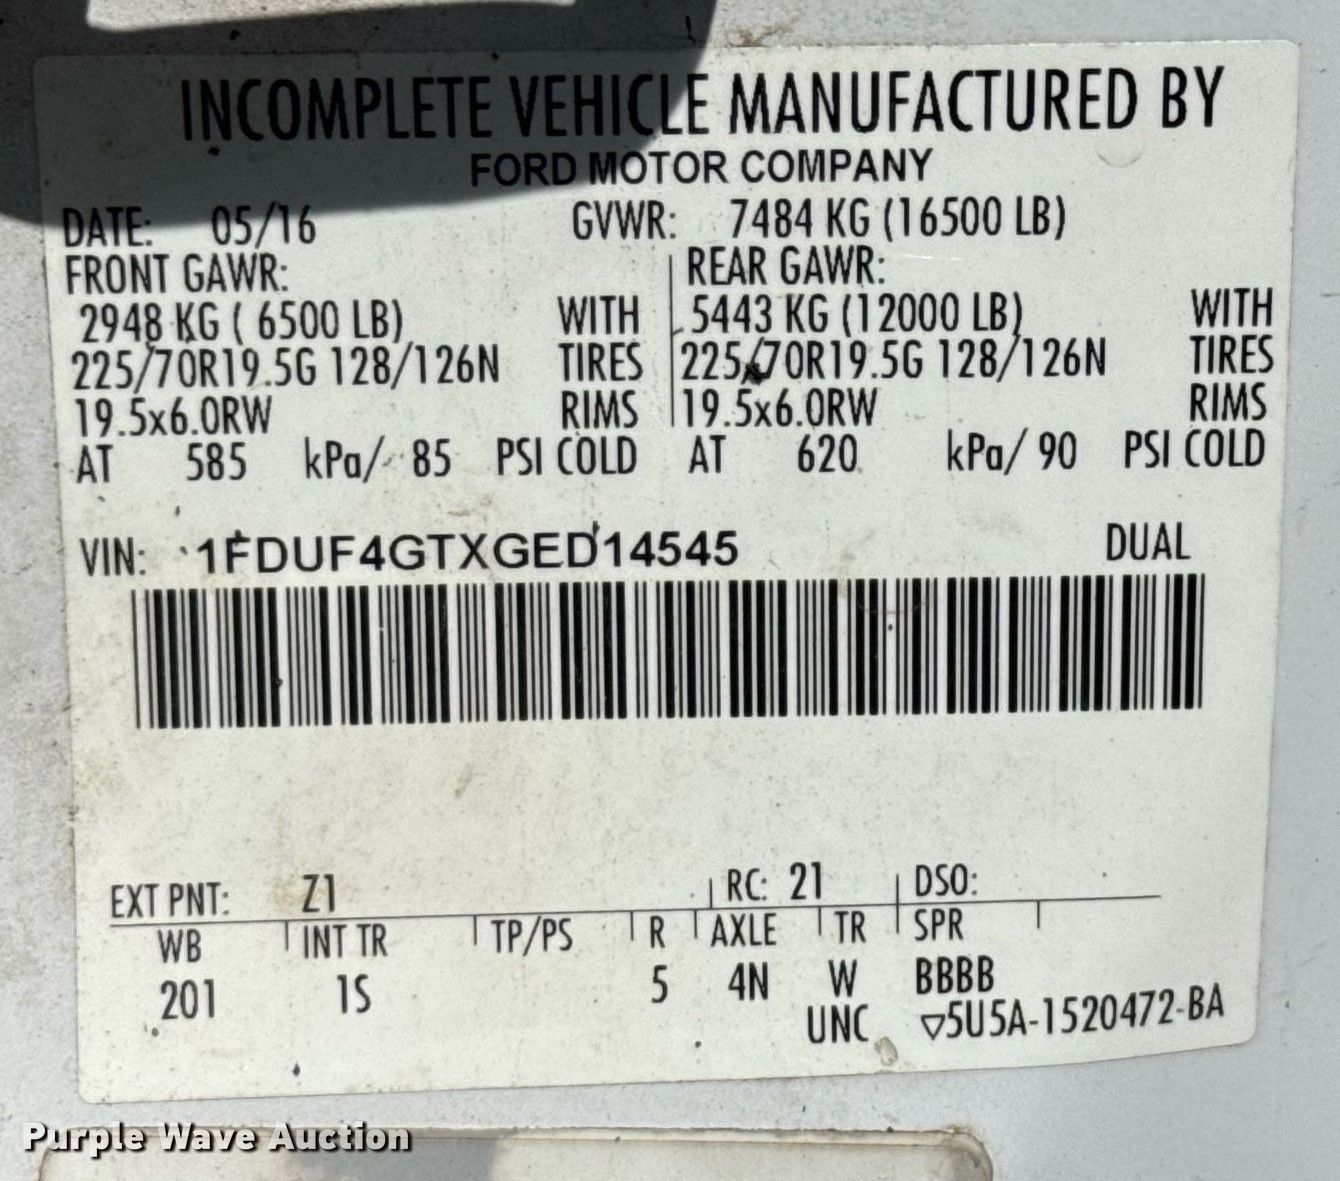 INCOMPLETE VEHICLE MANUFACTURED BY
FORD MOTOR COMPANY
DATE: 05/16 GVWR: 7484 KG (16500 LB)
FRONT GAWR: REAR GAWR:
2948 KG ( 6500 LB) WITH 5443 KG (12000 LB) WITH
225/70R19.5G 128/126N TIRES 225/70R19.5G 128/126N TIRES
19.5x6.0RW RIMS 19.5x6.0RW RIMS
AT 585 kPa/ 85 PSI COLD AT 620 kPa/ 90 PSI COLD
VIN: 1FDUF4GTXGED14545 DUAL
EXT PNT: Z1 RC: 21 DSO:
WB INT TR TP/PS R AXLE TR SPR
201 1S 5 4N W BBBB
UNC ▽5U5A-1520472-BA
Purple Wave Auction